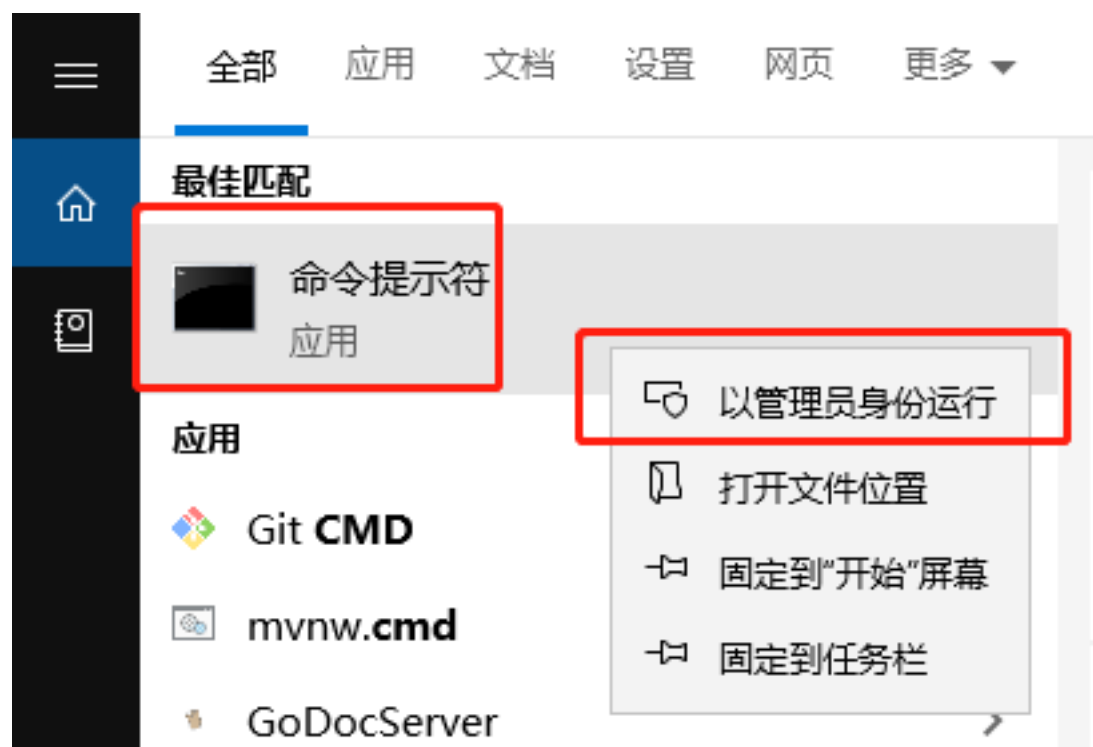 全部 应用 文档 设置 网页 更多
最佳匹配
命令提示符
应用
以管理员身份运行
应用
打开文件位置
Git CMD
固定到“开始”屏幕
mvnw.cmd
固定到任务栏
GoDocServer